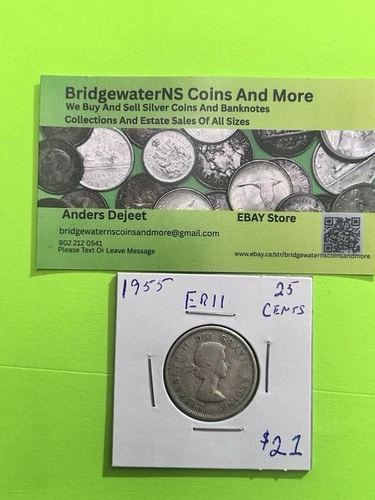 BridgewaterNS Coins And More
We Buy And Sell Silver Coins And Banknotes
Collections And Estate Sales Of All Sizes
Anders Dejeet
EBAY Store
bridgewaternscoinsandmore@gmail.com
902 212 0541
Please Text Or Leave Message
www.ebay.ca/str/bridgewaternscoinsandmore
1955
ERII
25
CENTS
$21